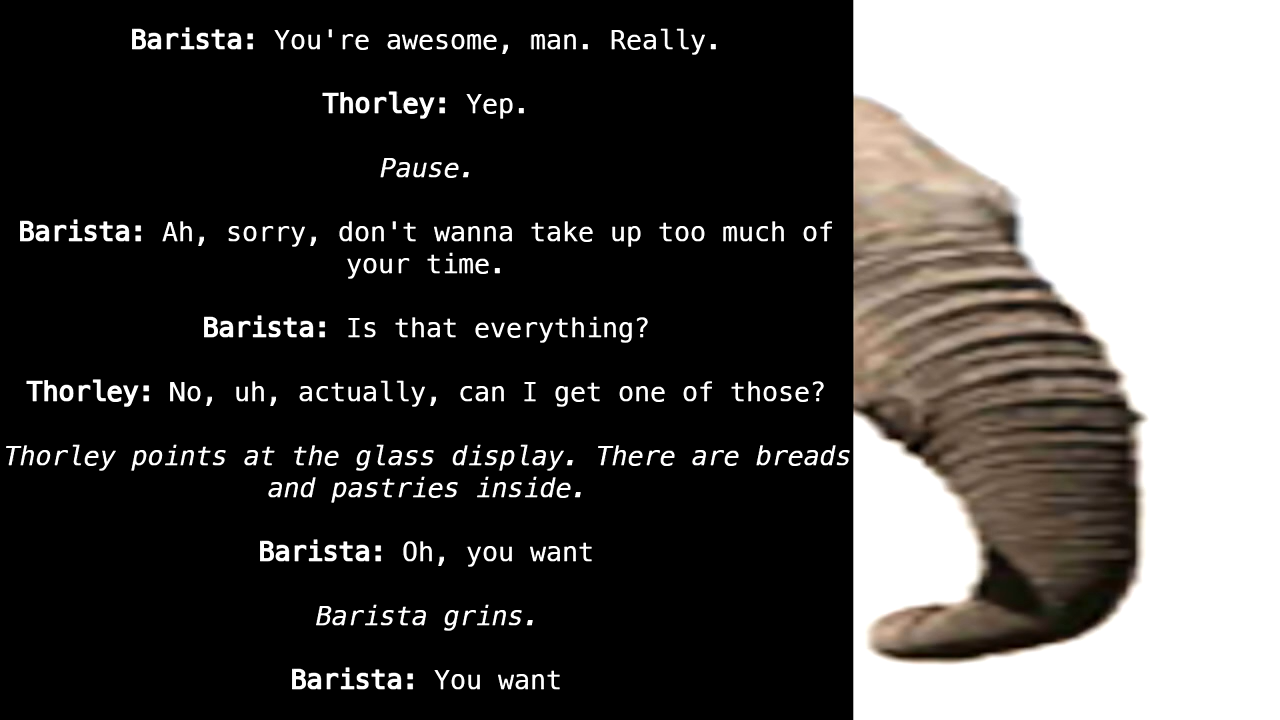 Barista: You're awesome, man. Really.
Thorley: Yep.
Pause.
Barista: Ah, sorry, don't wanna take up too much of
your time.
Barista: Is that everything?
Thorley: No, uh, actually, can I get one of those?
Thorley points at the glass display. There are breads
and pastries inside.
Barista: Oh, you want
Barista grins.
Barista: You want